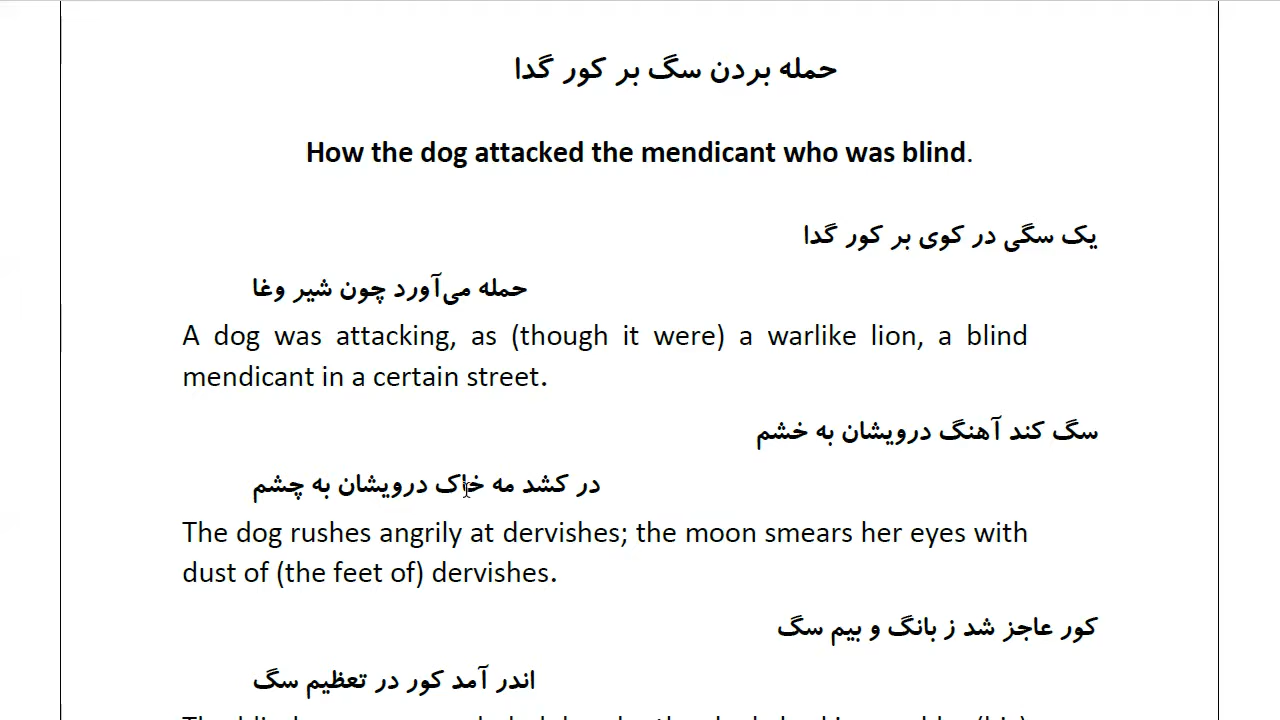 حمله بردن سگ بر کور گدا
How the dog attacked the mendicant who was blind.
یک سگی در کوی بر کور گدا
حمله می‌آورد چون شیر وغا
A dog was attacking, as (though it were) a warlike lion, a blind
mendicant in a certain street.
سگ کند آهنگ درویشان به خشم
در کشد مه خاک درویشان به چشم
The dog rushes angrily at dervishes; the moon smears her eyes with
dust of (the feet of) dervishes.
کور عاجز شد ز بانگ و بیم سگ
اندر آمد کور در تعظیم سگ